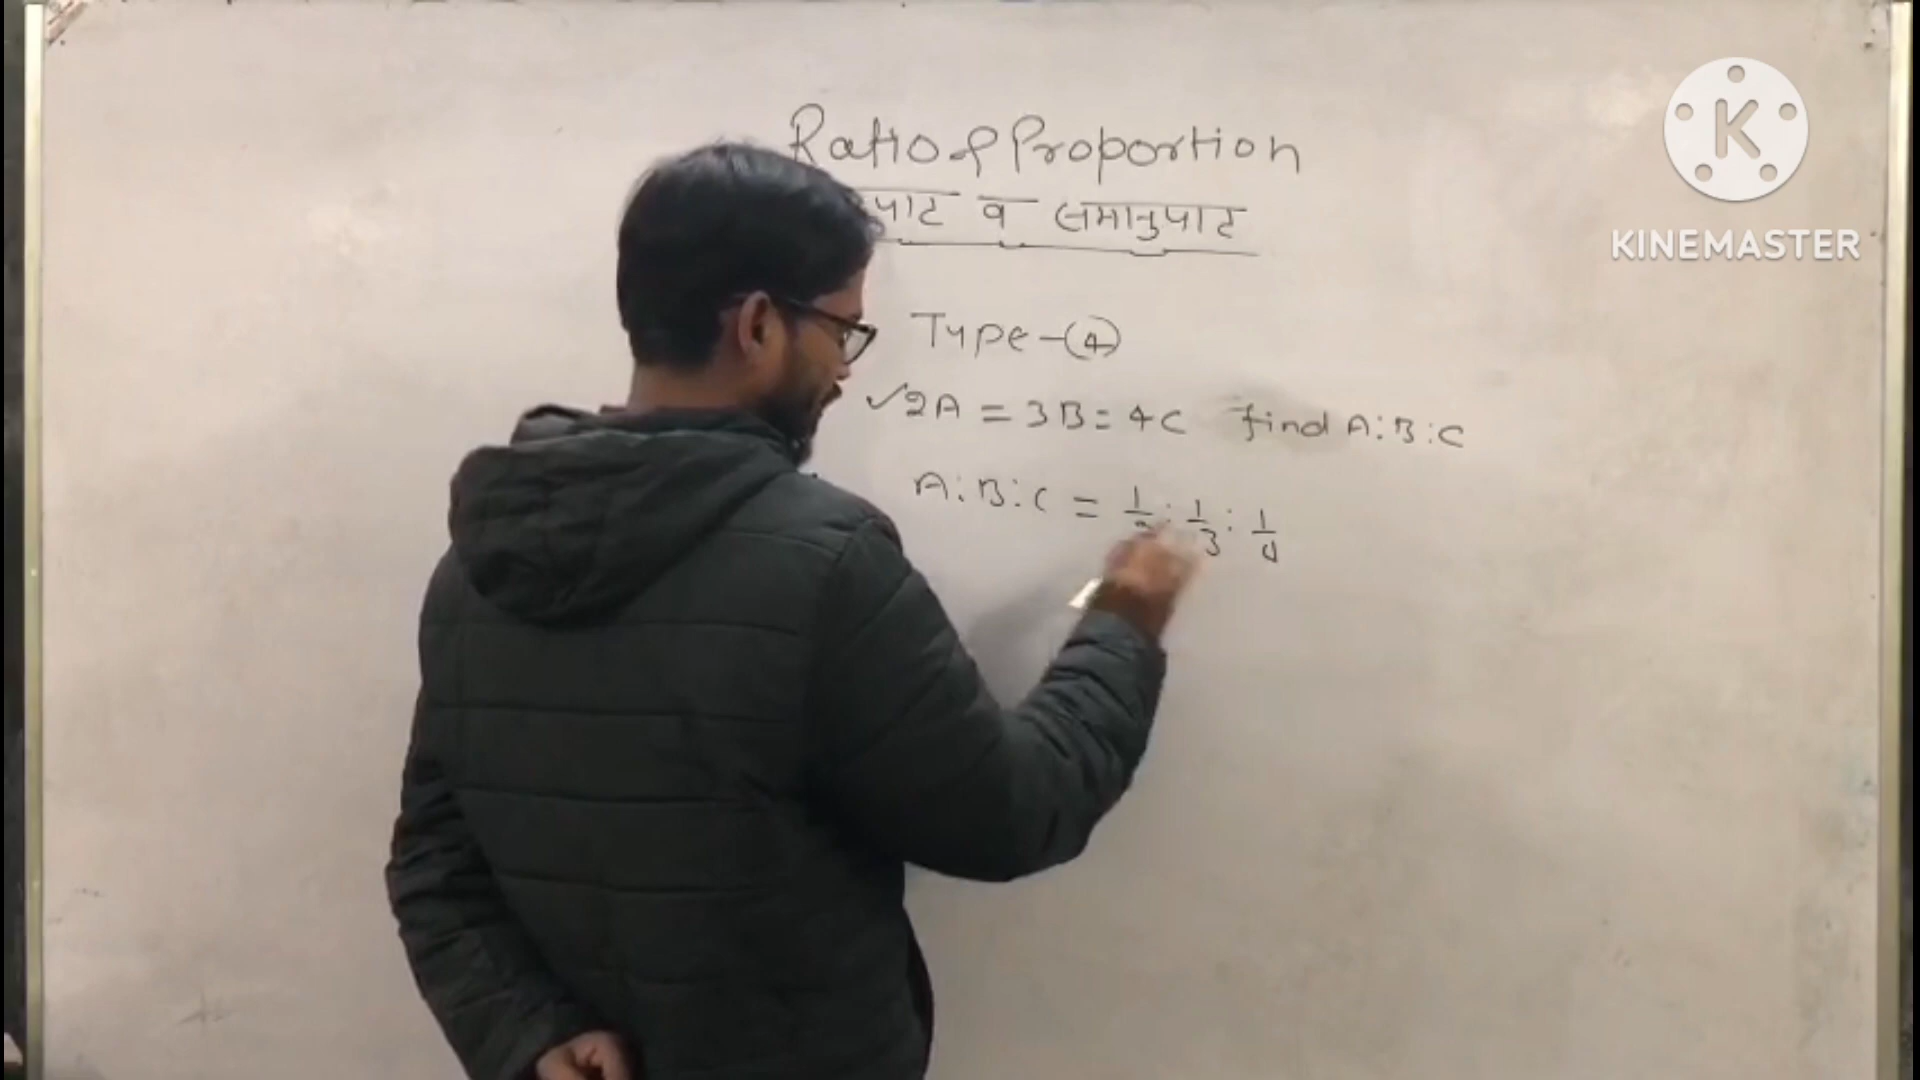 Ratio & Proportion
पाट व समानुपाट
Type-(4)
✓2A = 3B = 4C find A:B:C
A:B:C = 1/2 : 1/3 : 1/4
K
KINEMASTER